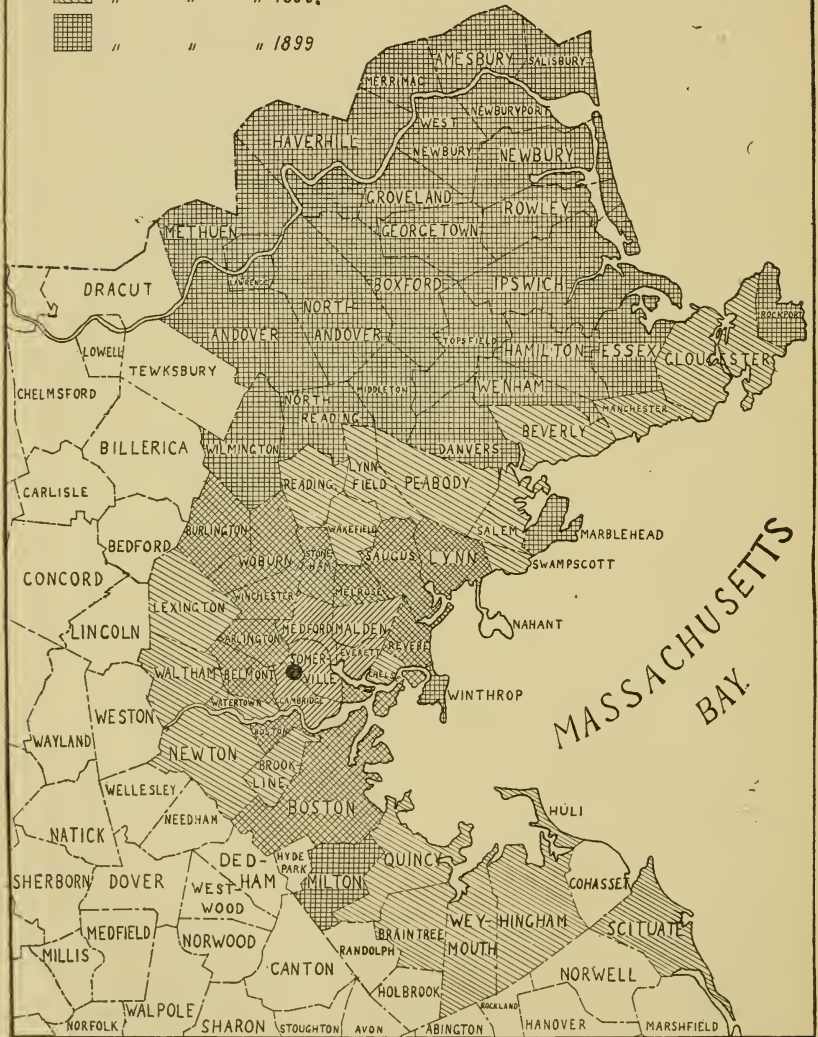 " " " 1898.
" " " 1899
AMESBURY
SALISBURY
MERRIMAC
NEWBURYPORT
WEST
NEWBURY
HAVERHILL
NEWBURY
GROVELAND
ROWLEY
METHUEN
GEORGETOWN
LAWRENCE
DRACUT
BOXFORD
IPSWICH
NORTH
ANDOVER
ANDOVER
ROCKPORT
TOPSFIELD
HAMILTON
ESSEX
GLOUCESTER
LOWELL
TEWKSBURY
CHELMSFORD
MIDDLETON
WENHAM
NORTH
READING
MANCHESTER
BEVERLY
BILLERICA
WILMINGTON
DANVERS
LYNN
FIELD
READING
PEABODY
CARLISLE
SALEM
BURLINGTON
WAKEFIELD
MARBLEHEAD
BEDFORD
WOBURN
STONE
HAM
SAUGUS
LYNN
SWAMPSCOTT
CONCORD
WINCHESTER
MELROSE
LEXINGTON
NAHANT
LINCOLN
MEDFORD
MALDEN
ARLINGTON
REVERE
EVERETT
SOMER-
VILLE
WALTHAM
BELMONT
CHELS
WINTHROP
WATERTOWN
CAMBRIDGE
MASSACHUSETTS
BAY.
WESTON
BOSTON
WAYLAND
NEWTON
BROOK-
LINE
WELLESLEY
BOSTON
NEEDHAM
HULL
NATICK
DED-
HAM
HYDE
PARK
QUINCY
COHASSET
SHERBORN
DOVER
WEST-
WOOD
MILTON
MEDFIELD
NORWOOD
BRAINTREE
WEY-
MOUTH
HINGHAM
SCITUATE
MILLIS
CANTON
RANDOLPH
NORWELL
HOLBROOK
WALPOLE
ROCKLAND
NORFOLK
SHARON
STOUGHTON
AVON
ABINGTON
HANOVER
MARSHFIELD